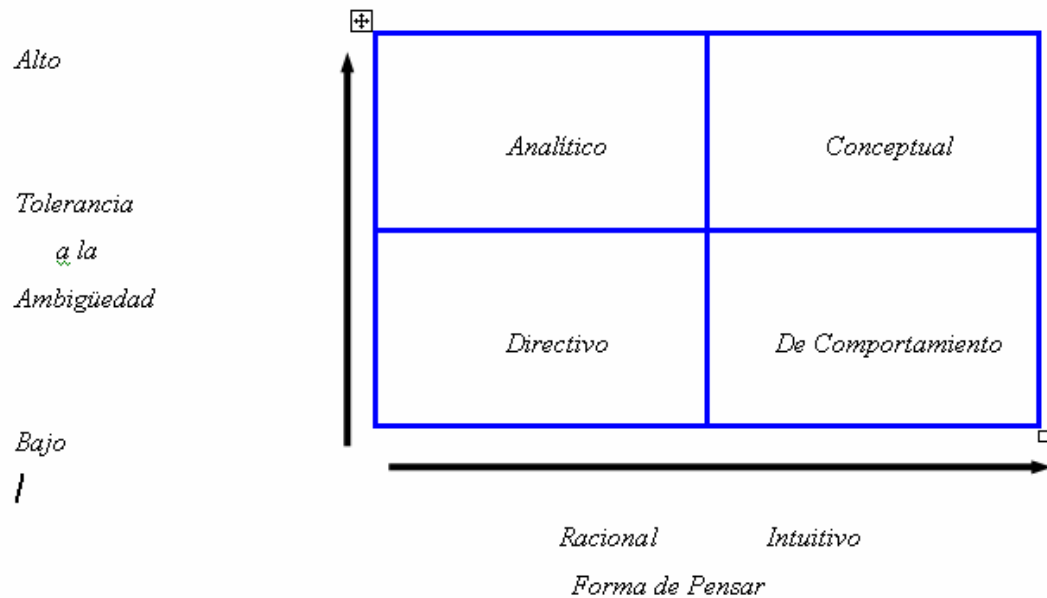 Alto
Analítico Conceptual
Tolerancia
a la
Ambigüedad
Directivo De Comportamiento
Bajo
Racional Intuitivo
Forma de Pensar